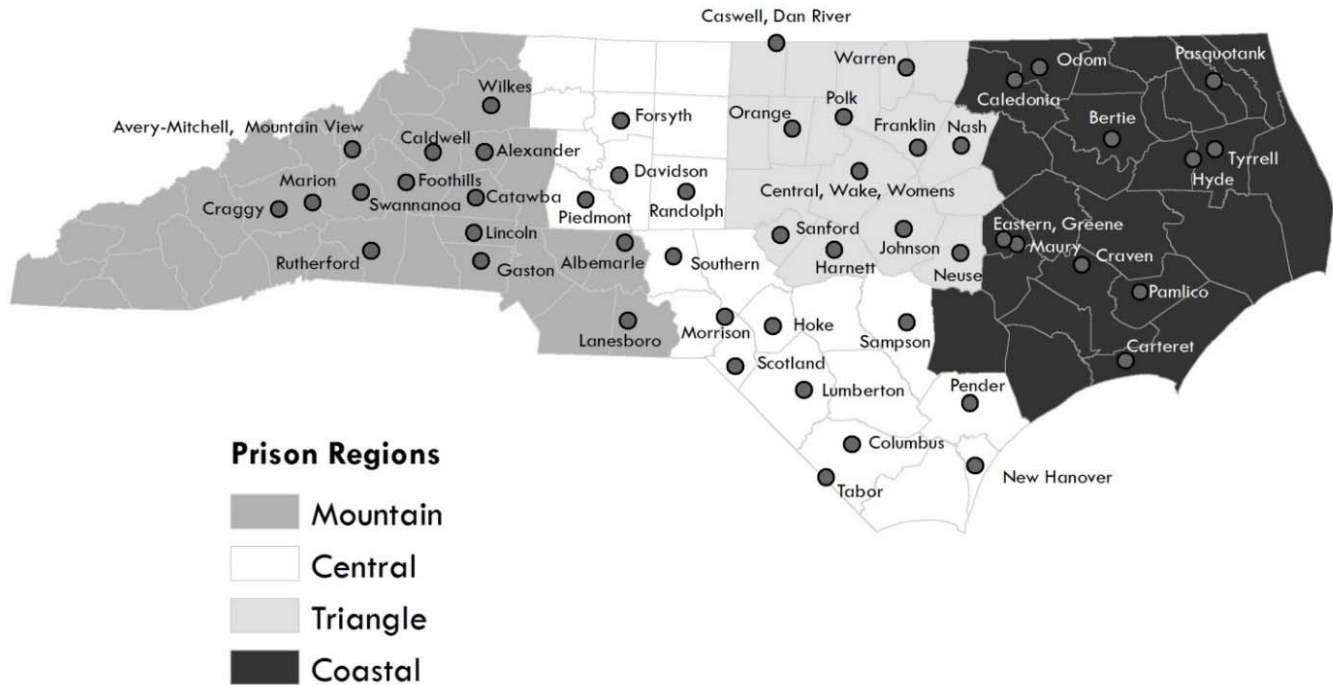 Caswell, Dan River
Warren
Odom
Pasquotank
Wilkes
Caledonia
Polk
Forsyth
Orange
Bertie
Avery-Mitchell, Mountain View
Caldwell
Franklin
Nash
Alexander
Tyrrell
Davidson
Hyde
Marion
Foothills
Central, Wake, Womens
Craggy
Swannanoa
Catawba
Piedmont
Randolph
Lincoln
Sanford
Johnson
Eastern, Greene
Maury
Rutherford
Gaston
Albemarle
Southern
Harnett
Neuse
Craven
Pamlico
Lanesboro
Morrison
Hoke
Sampson
Carteret
Scotland
Lumberton
Pender
Columbus
Tabor
New Hanover
Prison Regions
Mountain
Central
Triangle
Coastal